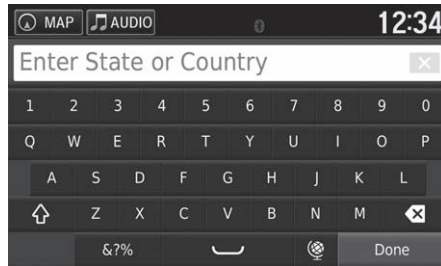 MAP AUDIO 12:34
Enter State or Country
1 2 3 4 5 6 7 8 9 0
Q W E R T Y U I O P
A S D F G H J K L
Z X C V B N M
&?% Done